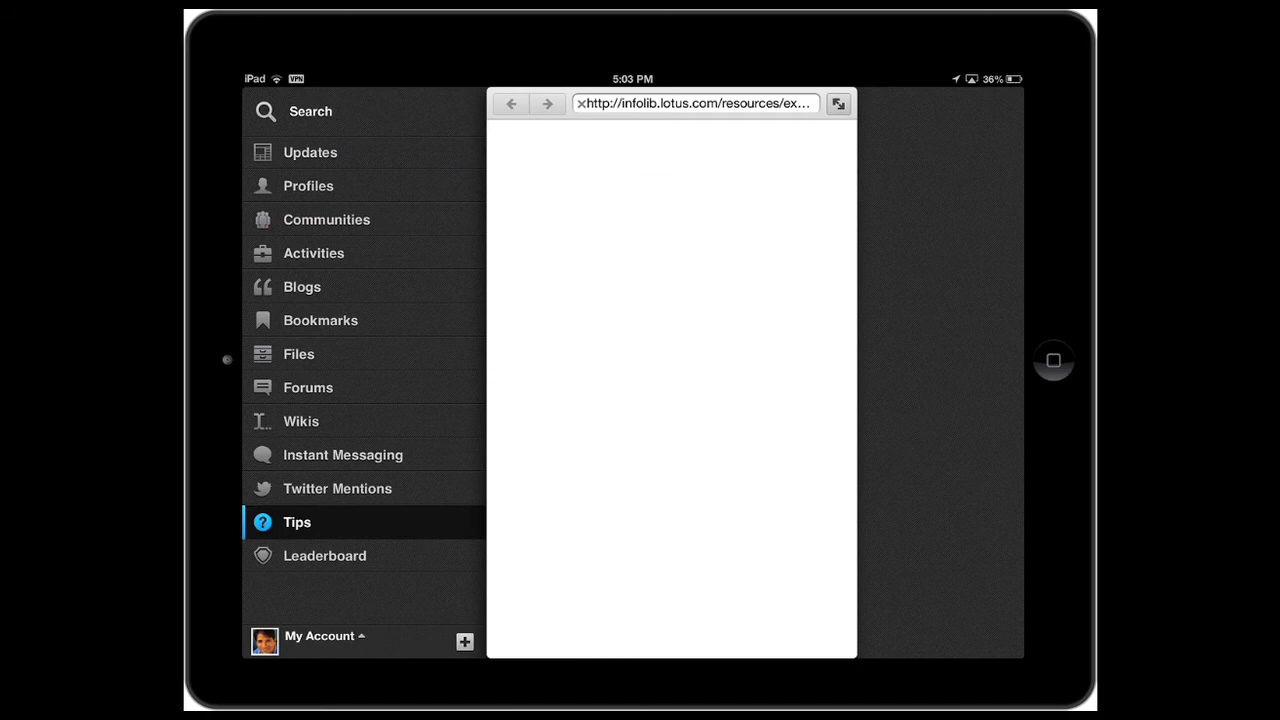 iPad VPN 5:03 PM 36%
Search
http://infolib.lotus.com/resources/ex...
Updates
Profiles
Communities
Activities
Blogs
Bookmarks
Files
Forums
Wikis
Instant Messaging
Twitter Mentions
? Tips
Leaderboard
My Account